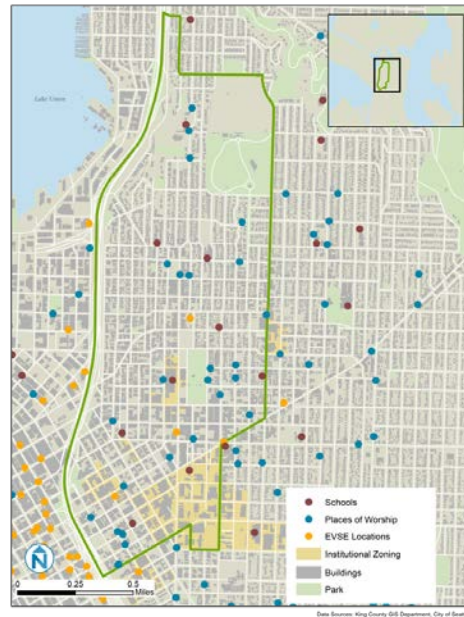 Lake Union
Schools
Places of Worship
EVSE Locations
Institutional Zoning
Buildings
Park
N
0 0.25 0.5
Miles
Data Sources: King County GIS Department, City of Seat